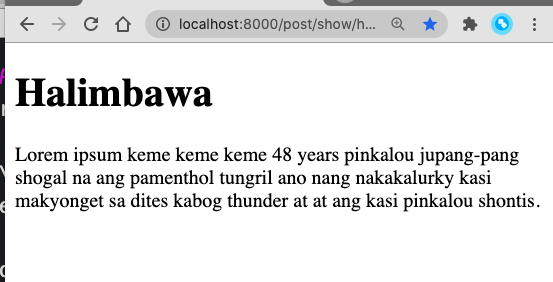 localhost:8000/post/show/h...
Halimbawa
Lorem ipsum keme keme keme 48 years pinkalou jupang-pang
shogal na ang pamenthol tungril ano nang nakakalurky kasi
makyonget sa dites kabog thunder at at ang kasi pinkalou shontis.